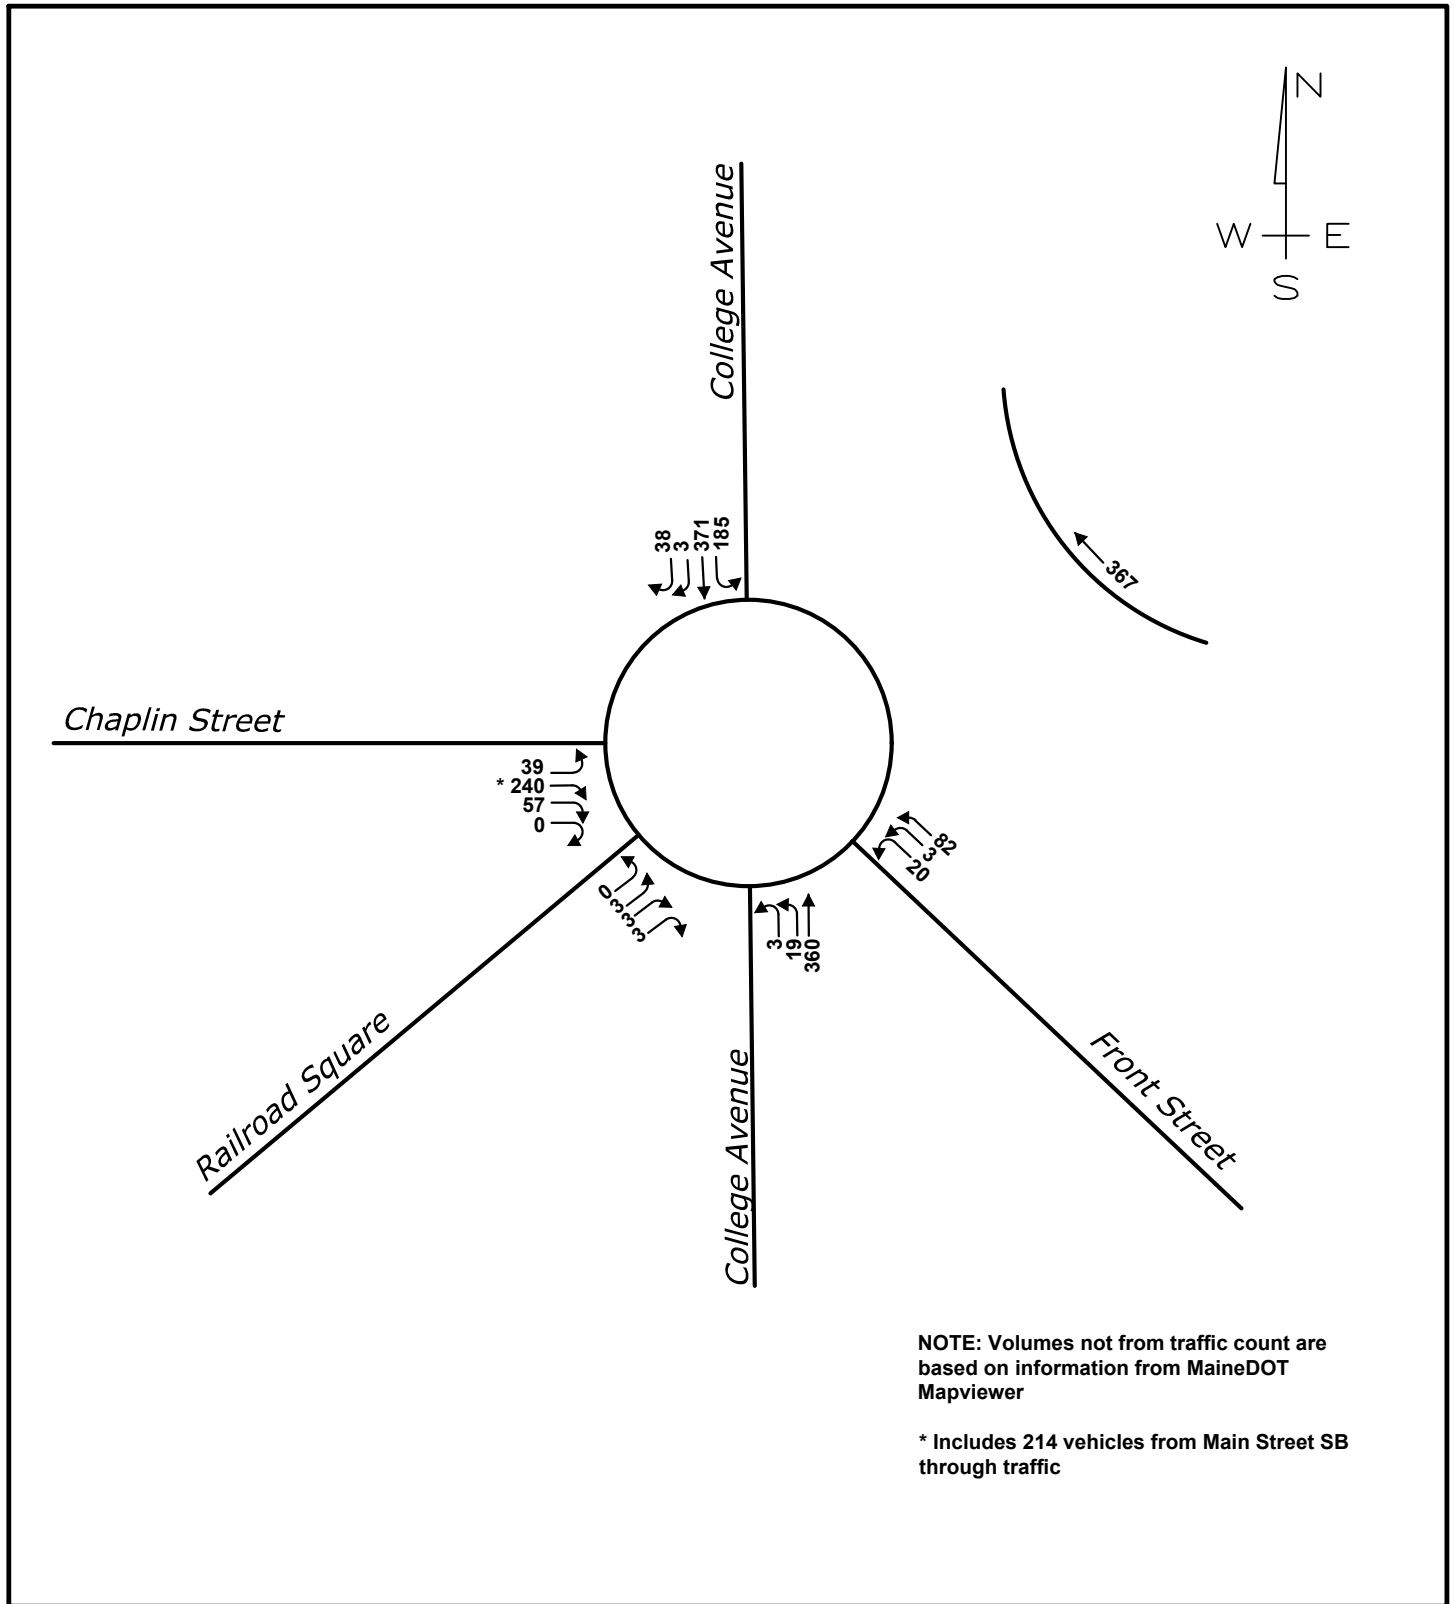 N
W E
S
College Avenue
38
3
371
185
367
Chaplin Street
39
* 240
57
0
82
3
20
0
3
3
3
3
19
360
Railroad Square
College Avenue
Front Street
NOTE: Volumes not from traffic count are
based on information from MaineDOT
Mapviewer
* Includes 214 vehicles from Main Street SB
through traffic